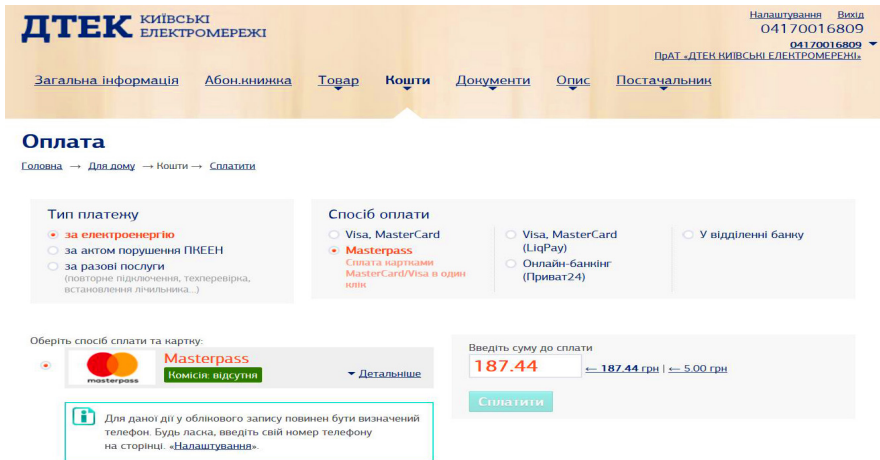 ДТЕК КИЇВСЬКІ
ЕЛЕКТРОМЕРЕЖІ
Налаштування Вихід
04170016809
04170016809
ПрАТ «ДТЕК КИЇВСЬКІ ЕЛЕКТРОМЕРЕЖІ»
Загальна інформація Абон.книжка Товар Кошти Документи Опис Постачальник
Оплата
Головна → Для дому → Кошти → Сплатити
Тип платежу
за електроенергію
за актом порушення ПКЕЕН
за разові послуги
(повторне підключення, техперевірка,
встановлення лічильника...)
Спосіб оплати
Visa, MasterCard
Masterpass
Сплата картками
MasterCard/Visa в один
клік
Visa, MasterCard
(LiqPay)
Онлайн-банкінг
(Приват24)
У відділенні банку
Оберіть спосіб сплати та картку:
masterpass
Masterpass
Комісія: відсутня
Детальніше
Для даної дії у облікового запису повинен бути визначений
телефон. Будь ласка, введіть свій номер телефону
на сторінці. «Налаштування».
Введіть суму до сплати
187.44 ← 187.44 грн | ← 5.00 грн
Сплатити